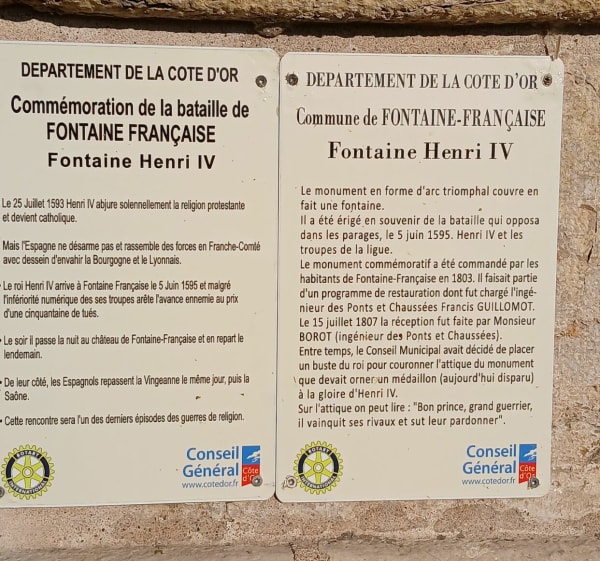 DEPARTEMENT DE LA COTE D'OR
Commémoration de la bataille de
FONTAINE FRANÇAISE
Fontaine Henri IV
Le 25 Juillet 1593 Henri IV abjure solennellement la religion protestante
et devient catholique.
Mais l'Espagne ne désarme pas et rassemble des forces en Franche-Comté
avec dessein d'envahir la Bourgogne et le Lyonnais.
• Le roi Henri IV arrive à Fontaine Française le 5 Juin 1595 et malgré
l'infériorité numérique des ses troupes arête l'avance ennemie au prix
d'une cinquantaine de tués.
• Le soir il passe la nuit au château de Fontaine-Française et en repart le
lendemain.
• De leur côté, les Espagnols repassent la Vingeanne le même jour, puis la
Saône.
• Cette rencontre sera l'un des derniers épisodes des guerres de religion.
ROTARY
INTERNATIONAL
Conseil
Général
Côte
d'Or
www.cotedor.fr
DEPARTEMENT DE LA COTE D'OR
Commune de FONTAINE-FRANÇAISE
Fontaine Henri IV
Le monument en forme d'arc triomphal couvre en
fait une fontaine.
Il a été érigé en souvenir de la bataille qui opposa
dans les parages, le 5 juin 1595. Henri IV et les
troupes de la ligue.
Le monument commémoratif a été commandé par les
habitants de Fontaine-Française en 1803. Il faisait partie
d'un programme de restauration dont fut chargé l'ingé-
nieur des Ponts et Chaussées Francis GUILLOMOT.
Le 15 juillet 1807 la réception fut faite par Monsieur
BOROT (ingénieur des Ponts et Chaussées).
Entre temps, le Conseil Municipal avait décidé de placer
un buste du roi pour couronner l'attique du monument
que devait orner un médaillon (aujourd'hui disparu)
à la gloire d'Henri IV.
Sur l'attique on peut lire : "Bon prince, grand guerrier,
il vainquit ses rivaux et sut leur pardonner".
ROTARY
INTERNATIONAL
Conseil
Général
Côte
d'Or
www.cotedor.fr